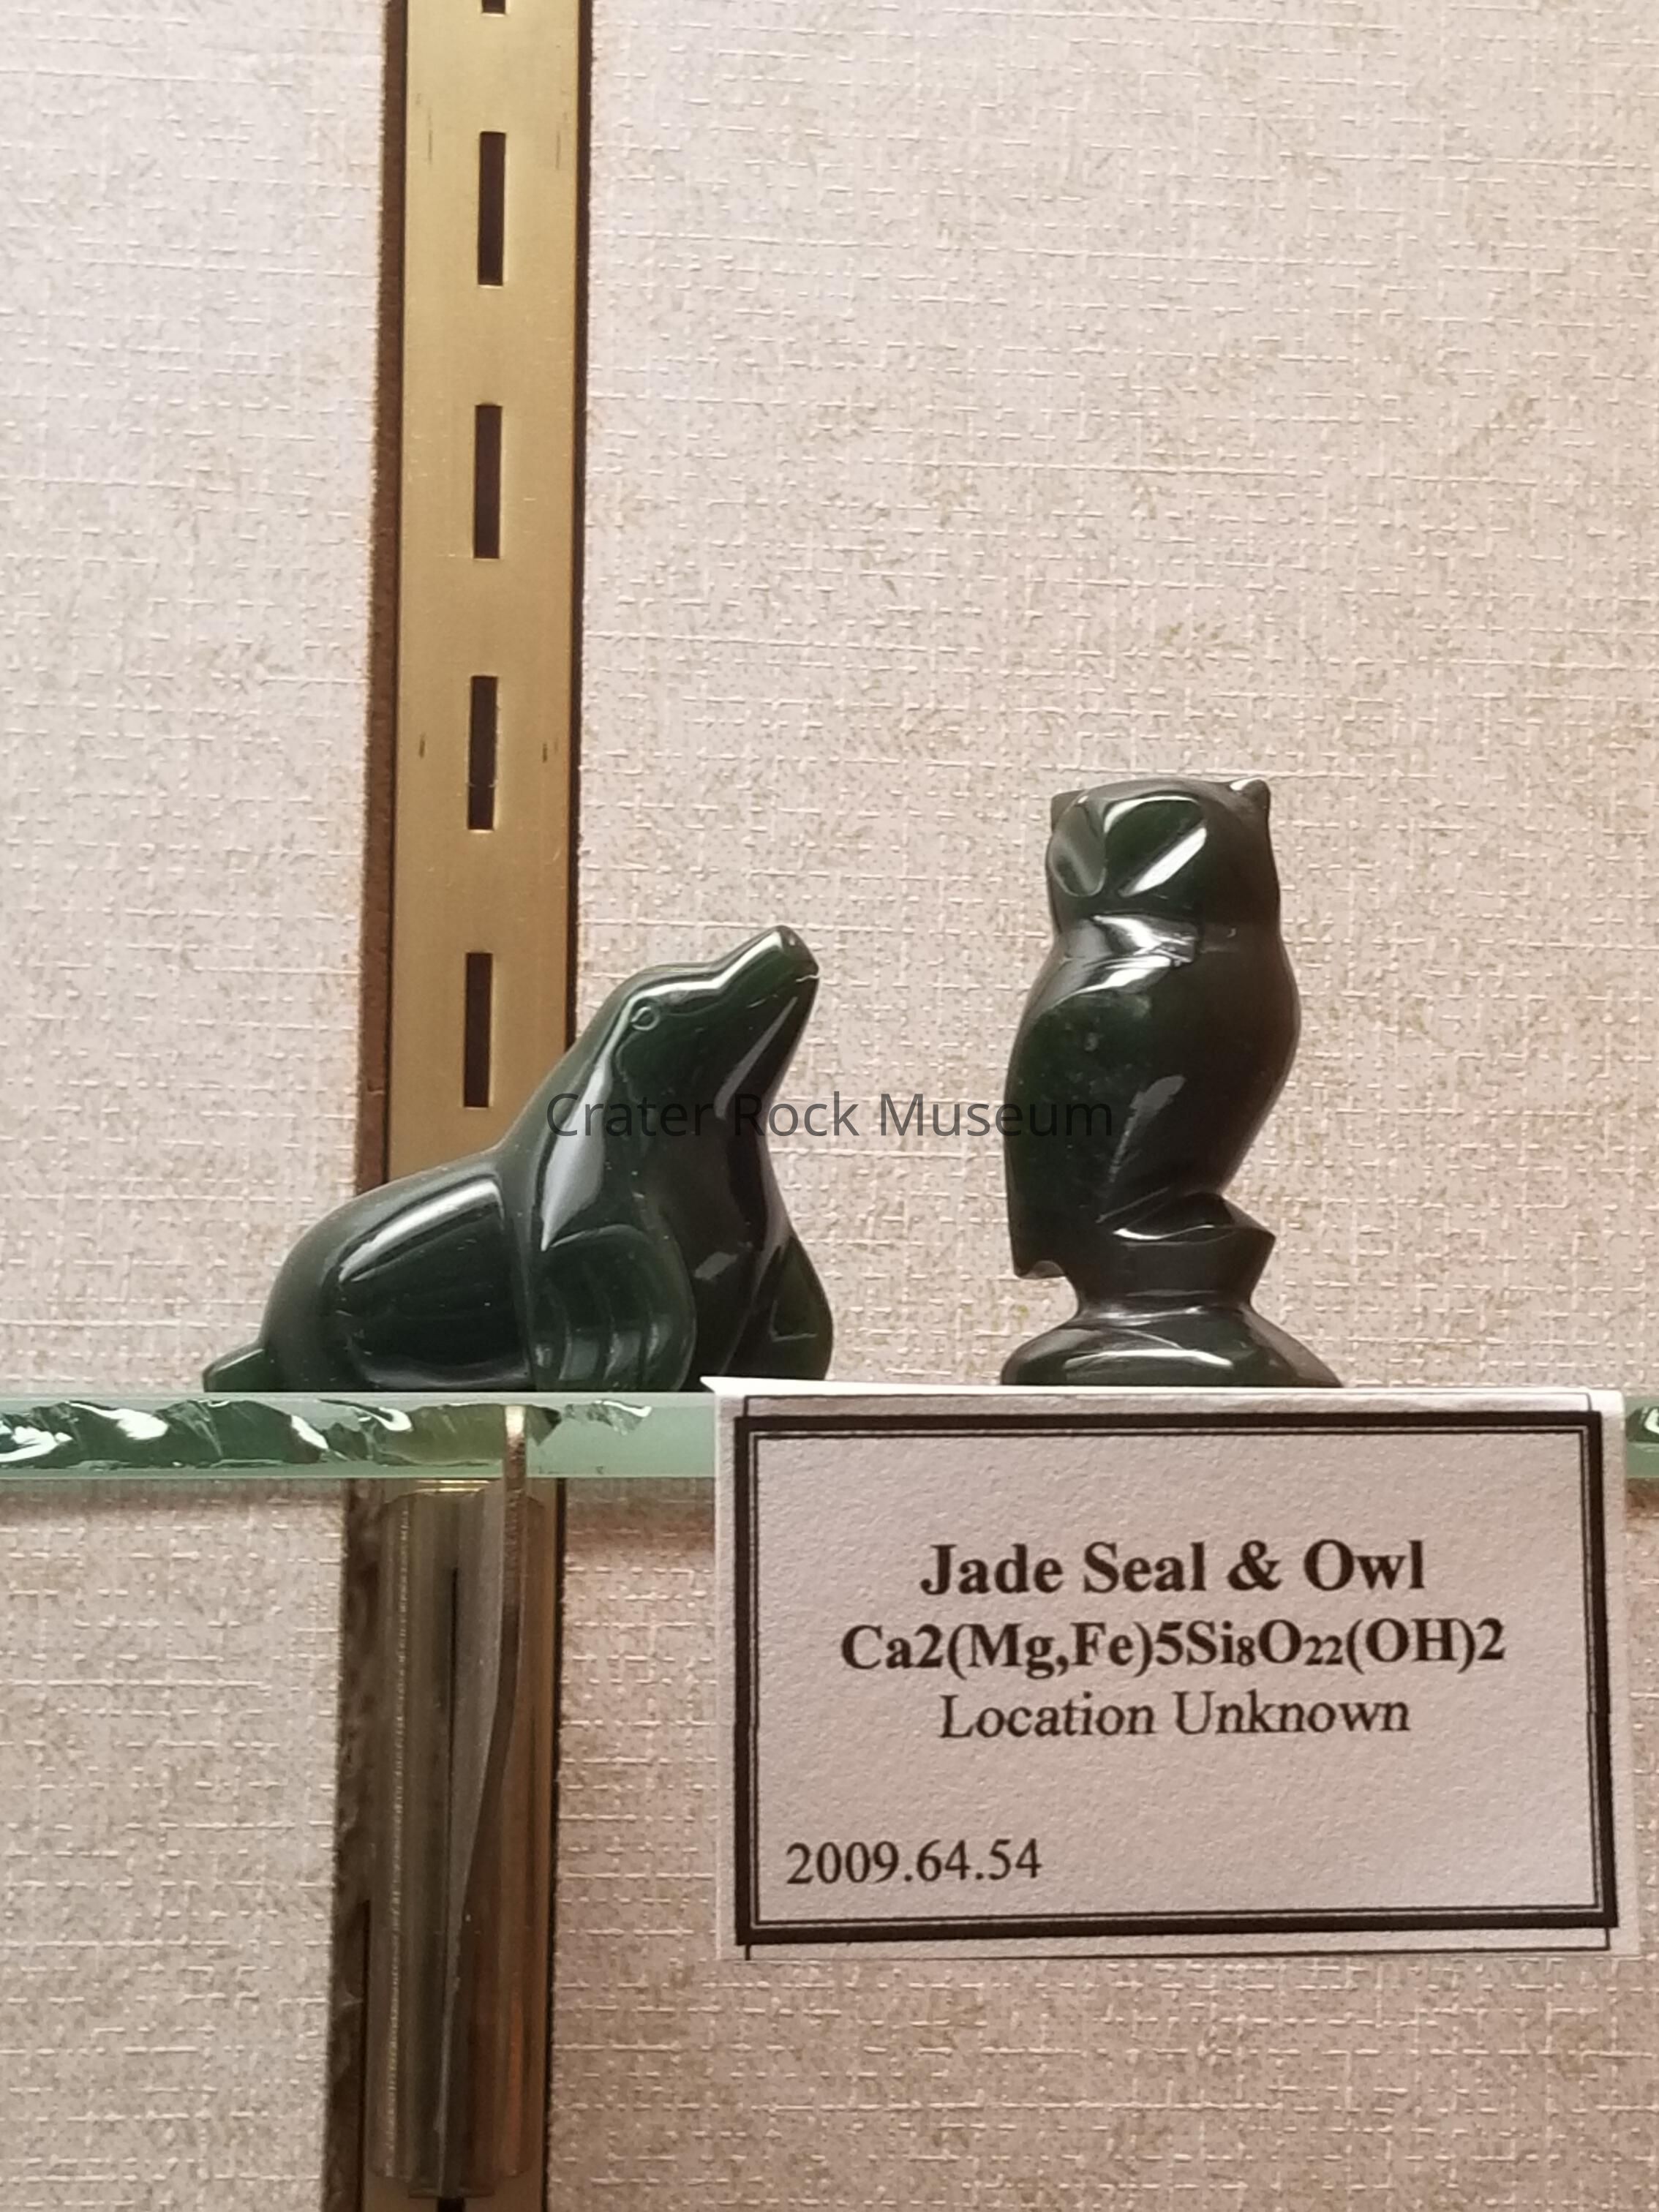 Crater Rock Museum
Jade Seal & Owl
Ca2(Mg,Fe)5Si₈O₂₂(OH)2
Location Unknown
2009.64.54